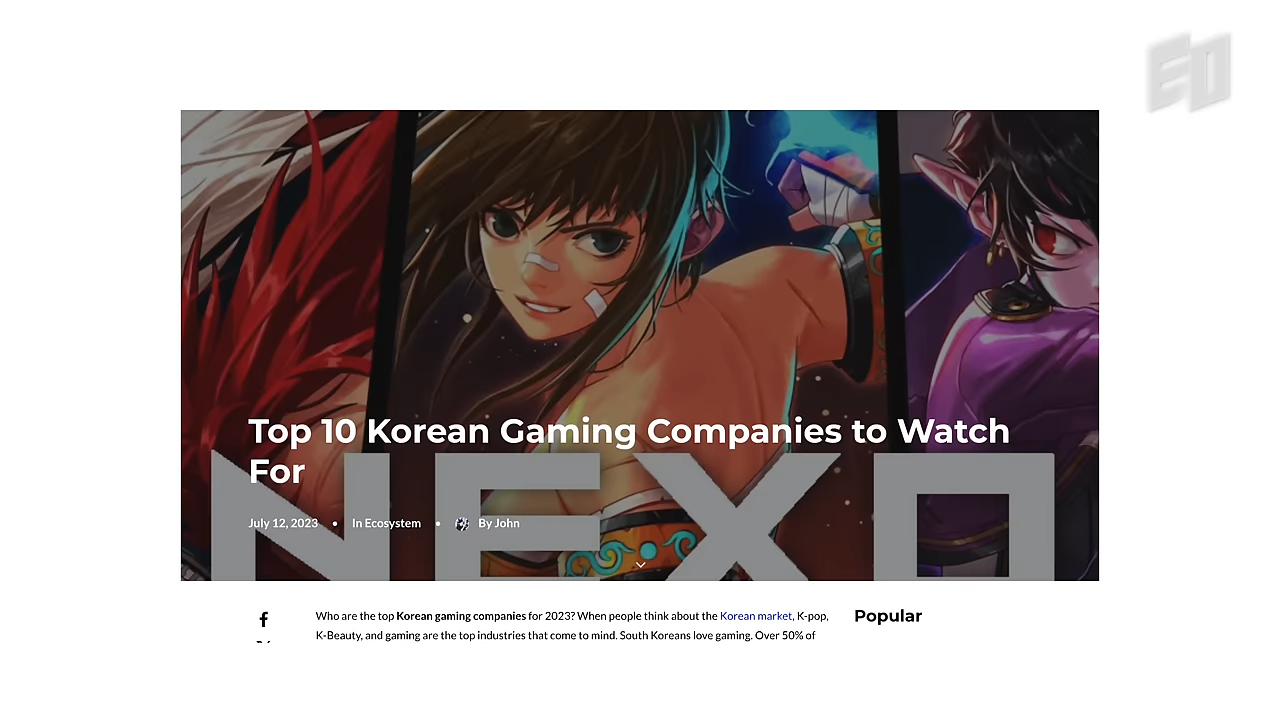 ED
Top 10 Korean Gaming Companies to Watch
For
NEXO
July 12, 2023 • In Ecosystem • By John
Who are the top Korean gaming companies for 2023? When people think about the Korean market, K-pop,
K-Beauty, and gaming are the top industries that come to mind. South Koreans love gaming. Over 50% of
Popular